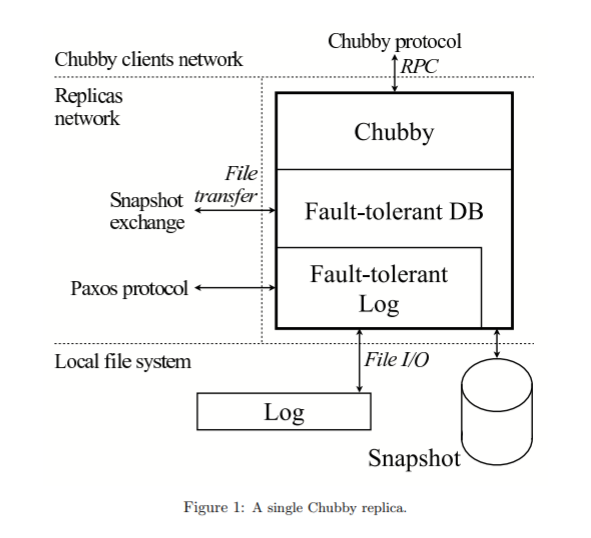 Chubby protocol
Chubby clients network
RPC
Replicas
network
Chubby
File
transfer
Snapshot
exchange
Fault-tolerant DB
Fault-tolerant
Log
Paxos protocol
Local file system
File I/O
Log
Snapshot
Figure 1: A single Chubby replica.